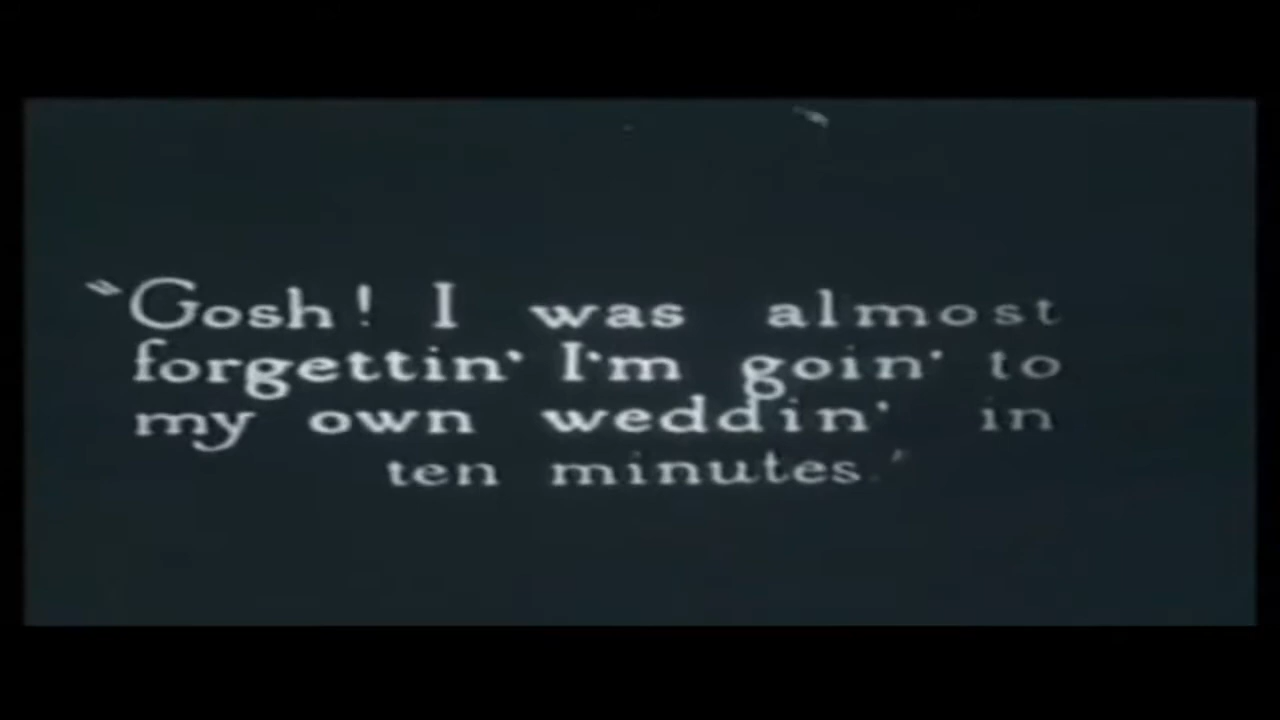 "Gosh! I was almost
forgettin' I'm goin' to
my own weddin' in
ten minutes."